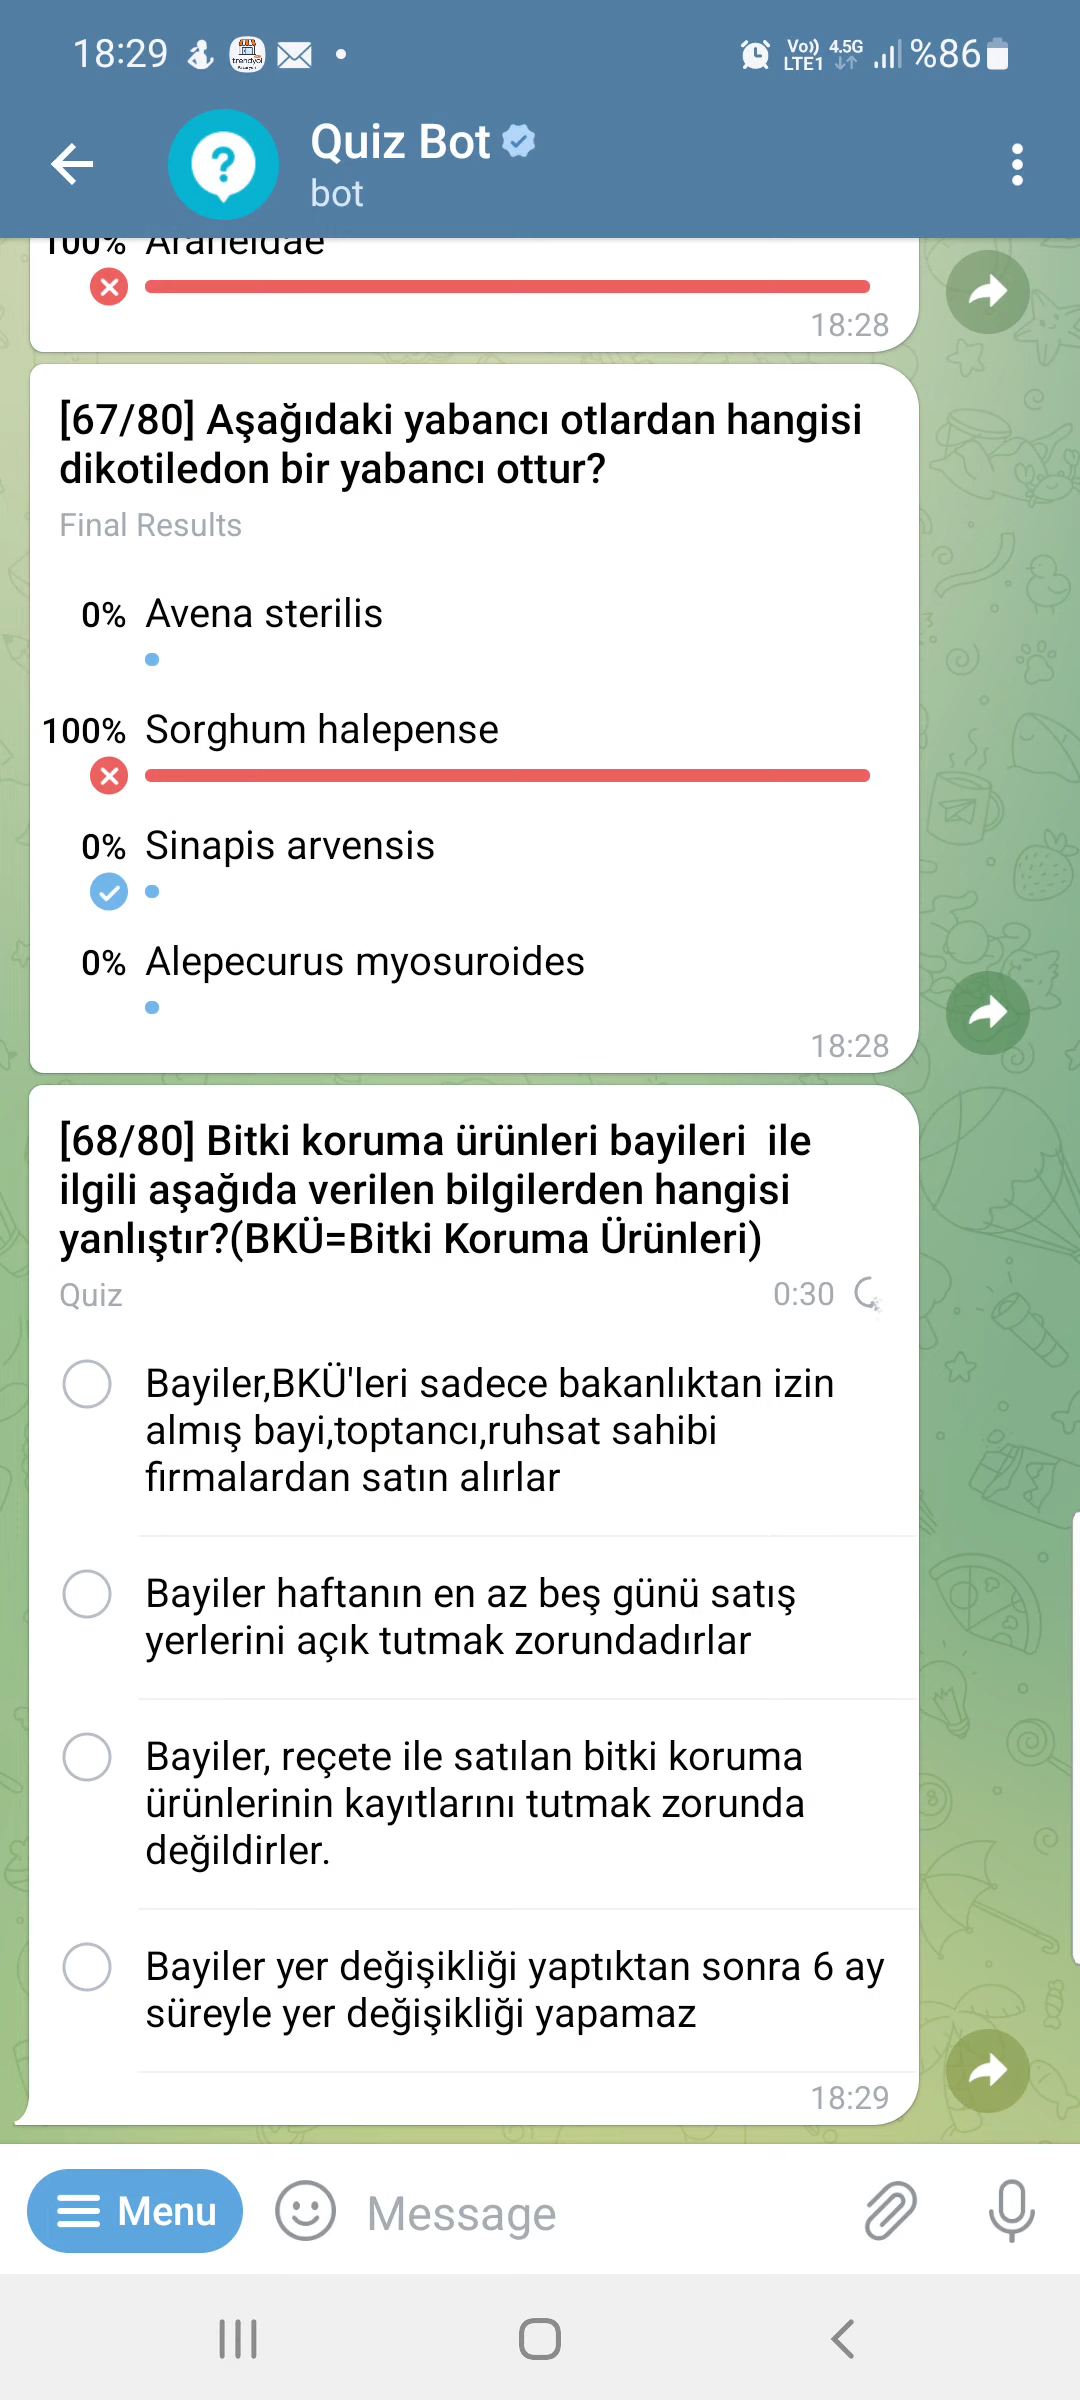 18:29
trendyol
Vo)) 4.5G
LTE1
%86
Quiz Bot
bot
100% Araneidae
18:28
[67/80] Aşağıdaki yabancı otlardan hangisi
dikotiledon bir yabancı ottur?
Final Results
0% Avena sterilis
100% Sorghum halepense
0% Sinapis arvensis
0% Alepecurus myosuroides
18:28
[68/80] Bitki koruma ürünleri bayileri  ile
ilgili aşağıda verilen bilgilerden hangisi
yanlıştır?(BKÜ=Bitki Koruma Ürünleri)
Quiz
0:30
Bayiler,BKÜ'leri sadece bakanlıktan izin
almış bayi,toptancı,ruhsat sahibi
firmalardan satın alırlar
Bayiler haftanın en az beş günü satış
yerlerini açık tutmak zorundadırlar
Bayiler, reçete ile satılan bitki koruma
ürünlerinin kayıtlarını tutmak zorunda
değildirler.
Bayiler yer değişikliği yaptıktan sonra 6 ay
süreyle yer değişikliği yapamaz
18:29
Menu
Message